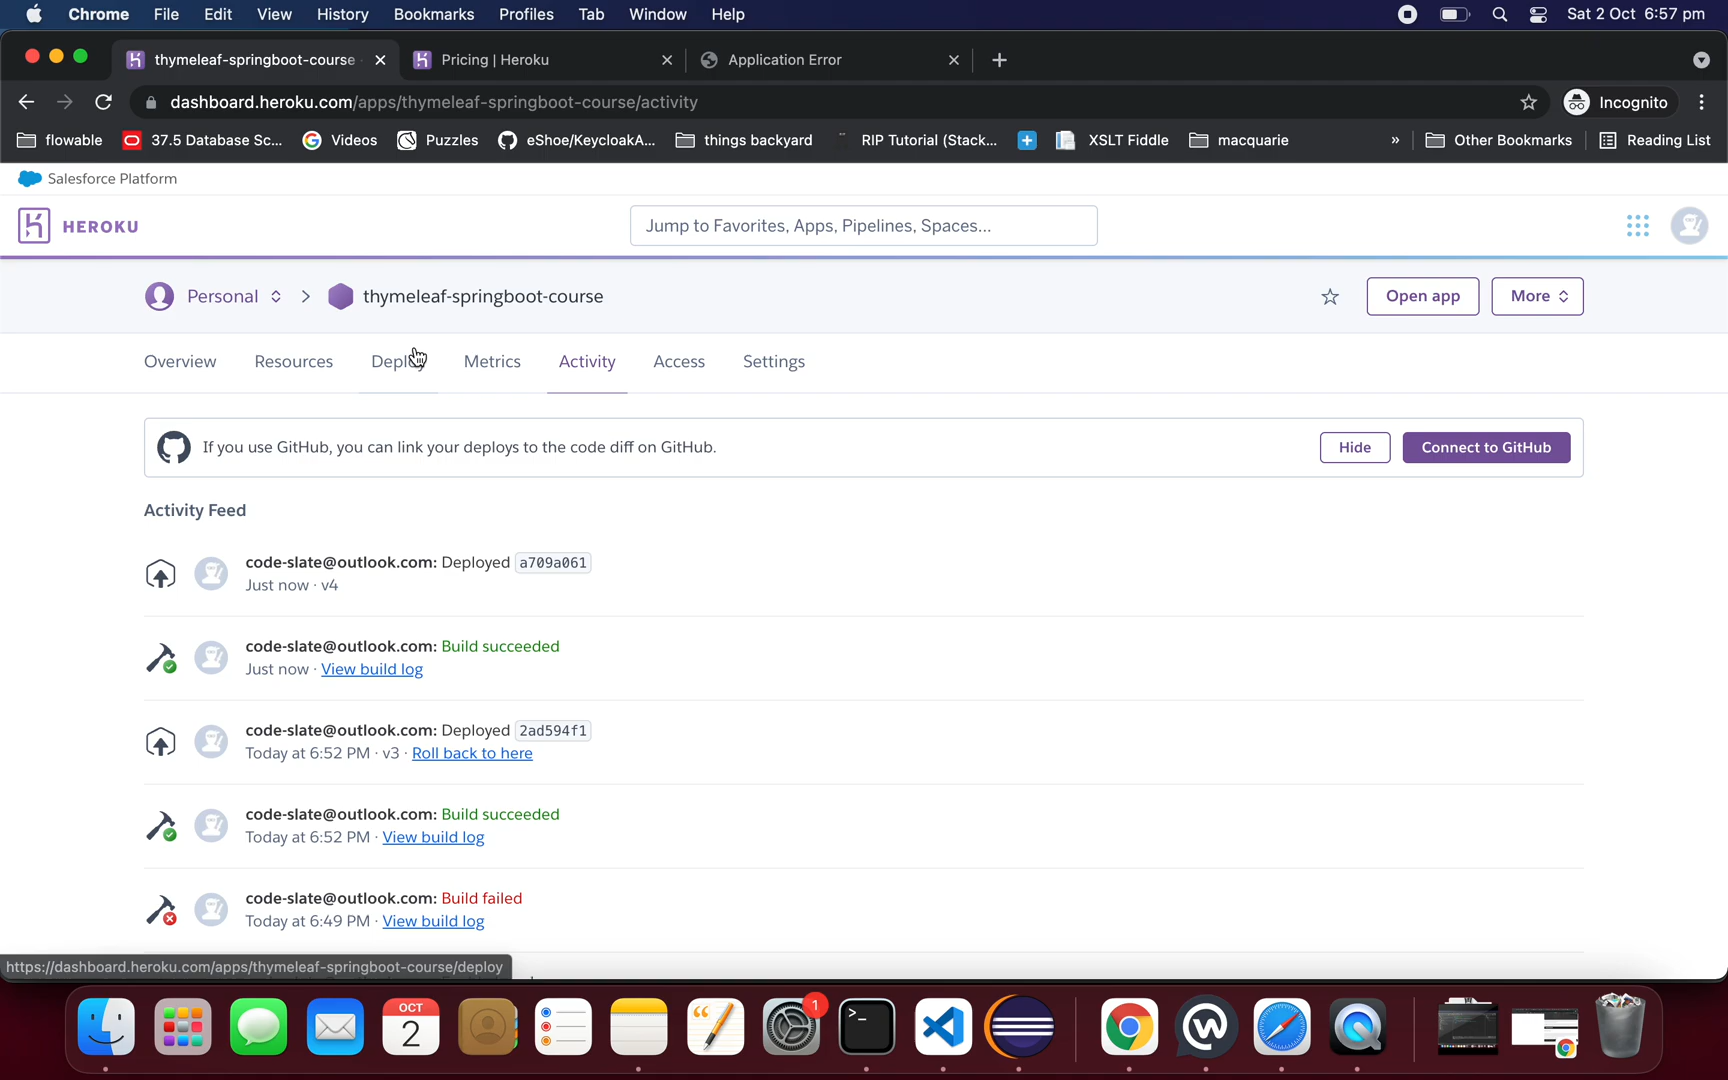 Chrome File Edit View History Bookmarks Profiles Tab Window Help Sat 2 Oct 6:57 pm
thymeleaf-springboot-course Pricing | Heroku Application Error
dashboard.heroku.com/apps/thymeleaf-springboot-course/activity Incognito
flowable 37.5 Database Sc... Videos Puzzles eShoe/KeycloakA... things backyard RIP Tutorial (Stack... XSLT Fiddle macquarie » Other Bookmarks Reading List
Salesforce Platform
HEROKU Jump to Favorites, Apps, Pipelines, Spaces...
Personal > thymeleaf-springboot-course Open app More
Overview Resources Deploy Metrics Activity Access Settings
If you use GitHub, you can link your deploys to the code diff on GitHub. Hide Connect to GitHub
Activity Feed
code-slate@outlook.com: Deployed a709a061
Just now · v4
code-slate@outlook.com: Build succeeded
Just now · View build log
code-slate@outlook.com: Deployed 2ad594f1
Today at 6:52 PM · v3 · Roll back to here
code-slate@outlook.com: Build succeeded
Today at 6:52 PM · View build log
code-slate@outlook.com: Build failed
Today at 6:49 PM · View build log
https://dashboard.heroku.com/apps/thymeleaf-springboot-course/deploy
OCT
2
1